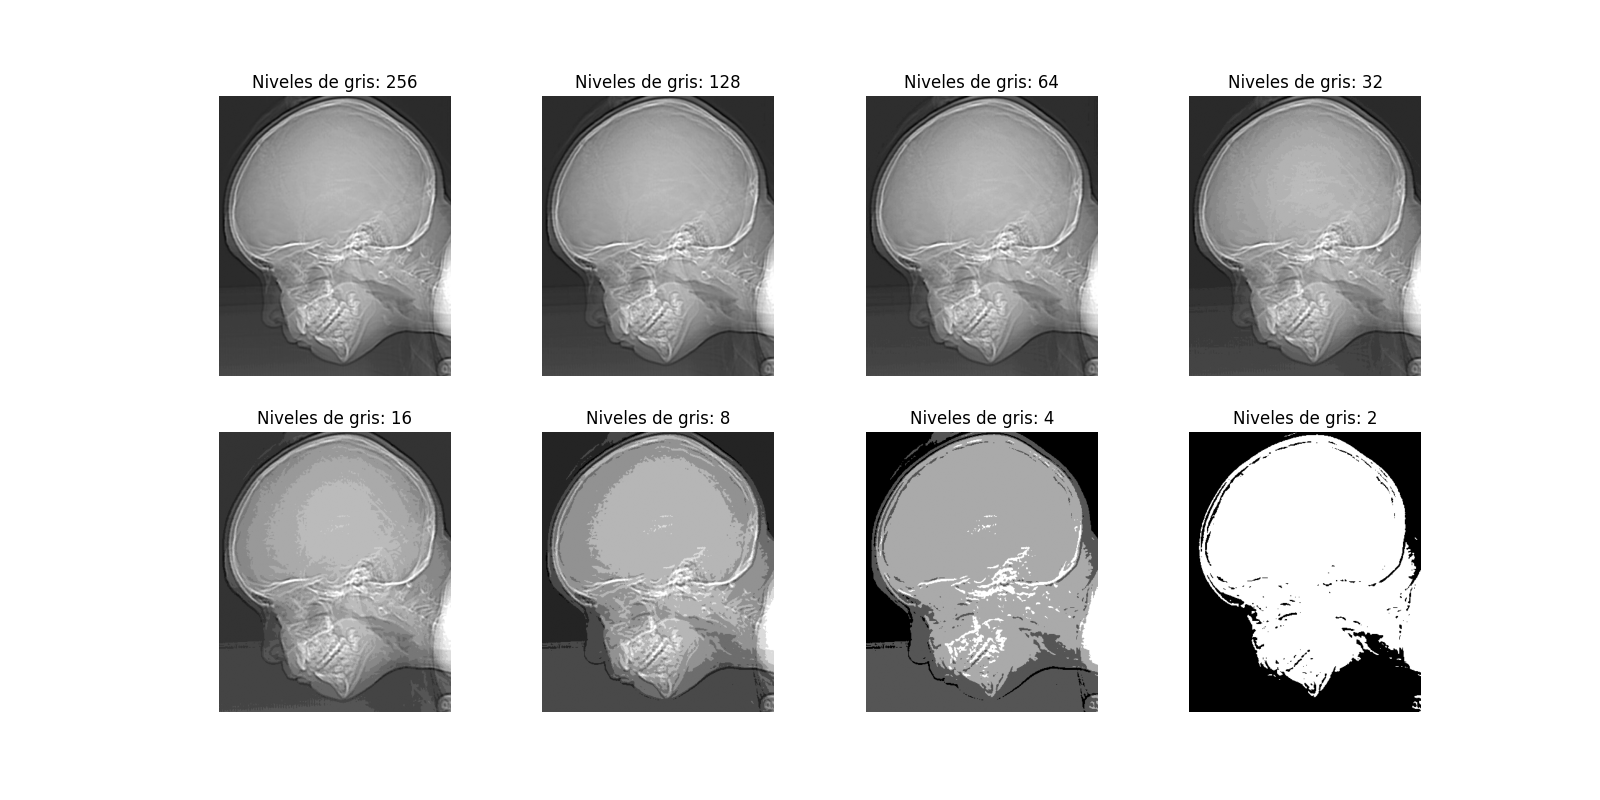 Niveles de gris: 256
Niveles de gris: 128
Niveles de gris: 64
Niveles de gris: 32
Niveles de gris: 16
Niveles de gris: 8
Niveles de gris: 4
Niveles de gris: 2